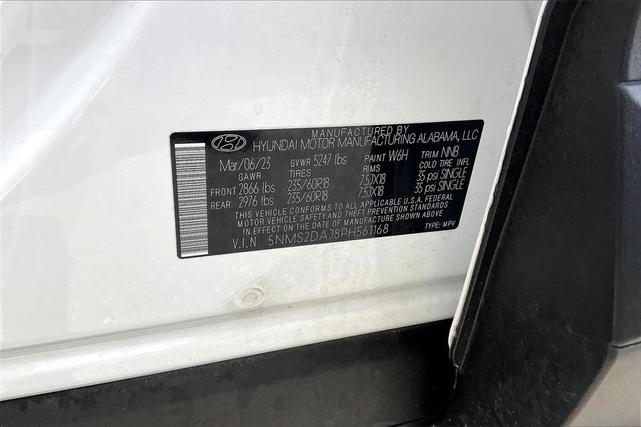 MANUFACTURED BY
HYUNDAI MOTOR MANUFACTURING ALABAMA, LLC
Mar/06/23 GVWR 5247 lbs PAINT W6H TRIM NNB
GAWR TIRES RIMS COLD TIRE INFL
FRONT 2866 lbs 235/60R18 7.5JX18 35 psi SINGLE
REAR 2976 lbs 235/60R18 7.5JX18 35 psi SINGLE
THIS VEHICLE CONFORMS TO ALL APPLICABLE FEDERAL
MOTOR VEHICLE SAFETY AND THEFT PREVENTION STANDARDS
IN EFFECT ON THE DATE OF MANUFACTURE SHOWN ABOVE.
V.I.N 5NMS2DAJ8PH561168 TYPE: MPV